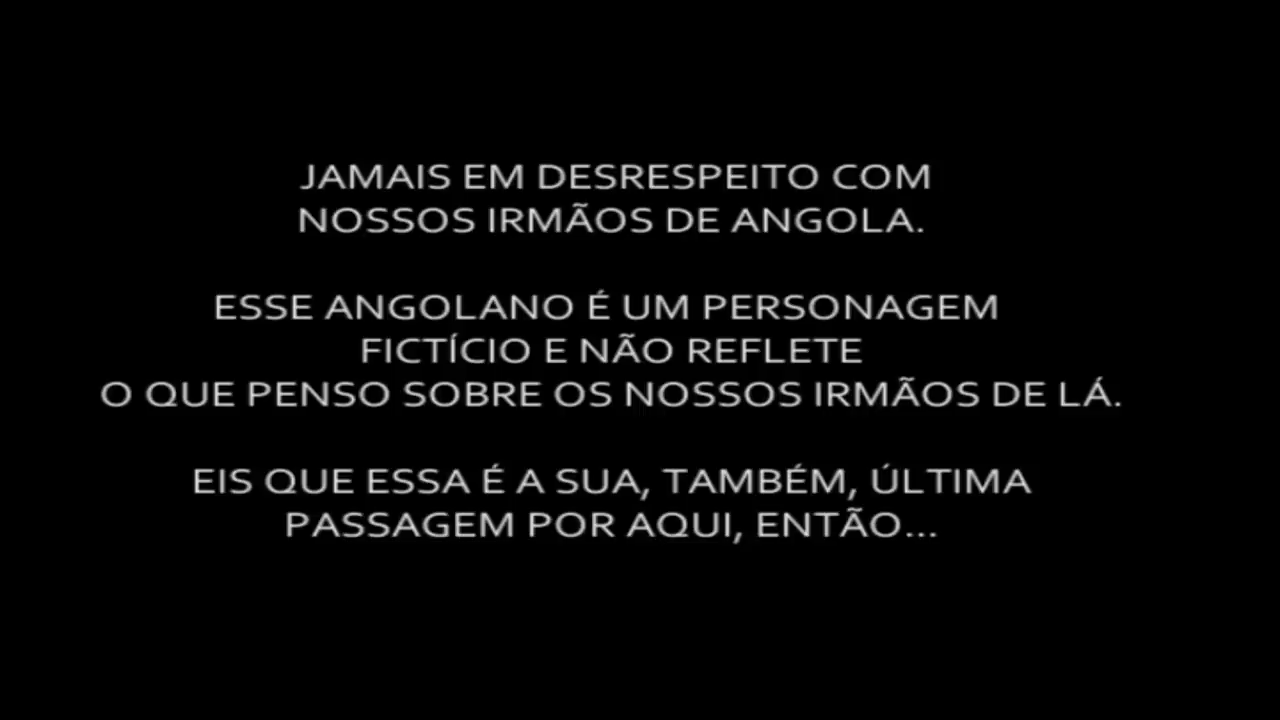 JAMAIS EM DESRESPEITO COM
NOSSOS IRMÃOS DE ANGOLA.
ESSE ANGOLANO É UM PERSONAGEM
FICTÍCIO E NÃO REFLETE
O QUE PENSO SOBRE OS NOSSOS IRMÃOS DE LÁ.
EIS QUE ESSA É A SUA, TAMBÉM, ÚLTIMA
PASSAGEM POR AQUI, ENTÃO...